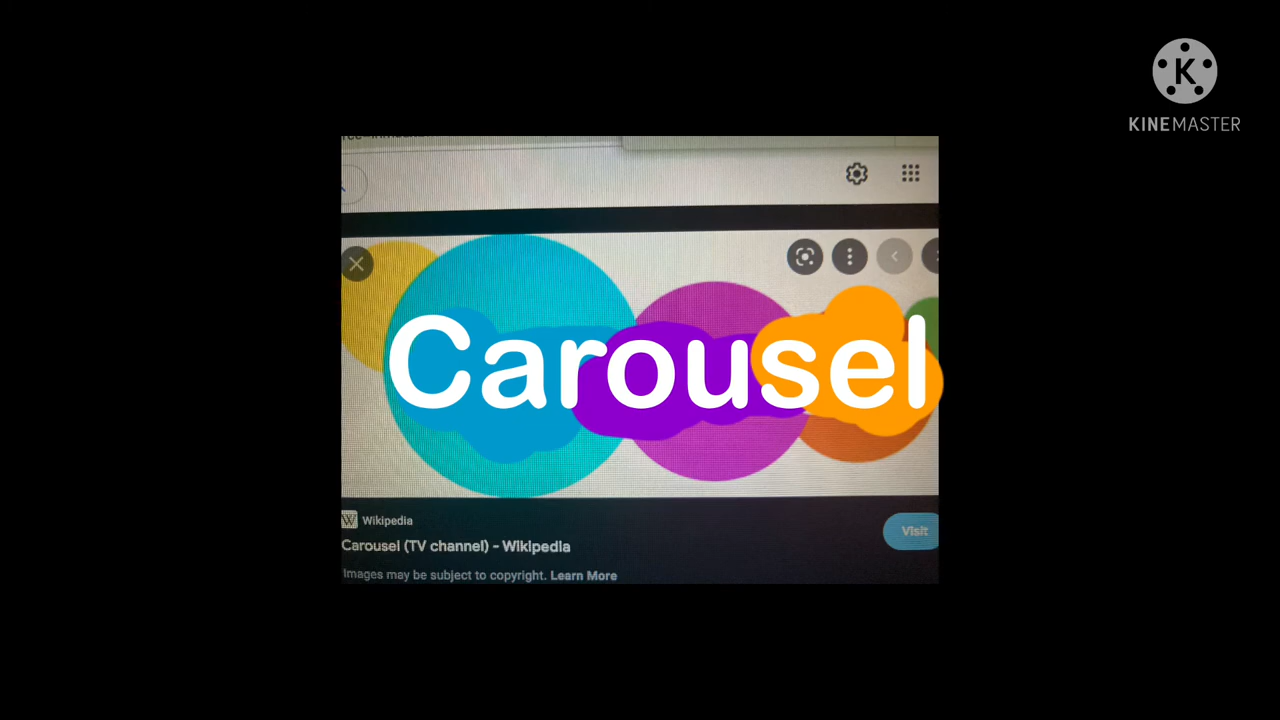 K
KINEMASTER
Carousel
W Wikipedia
Visit
Carousel (TV channel) - Wikipedia
Images may be subject to copyright. Learn More